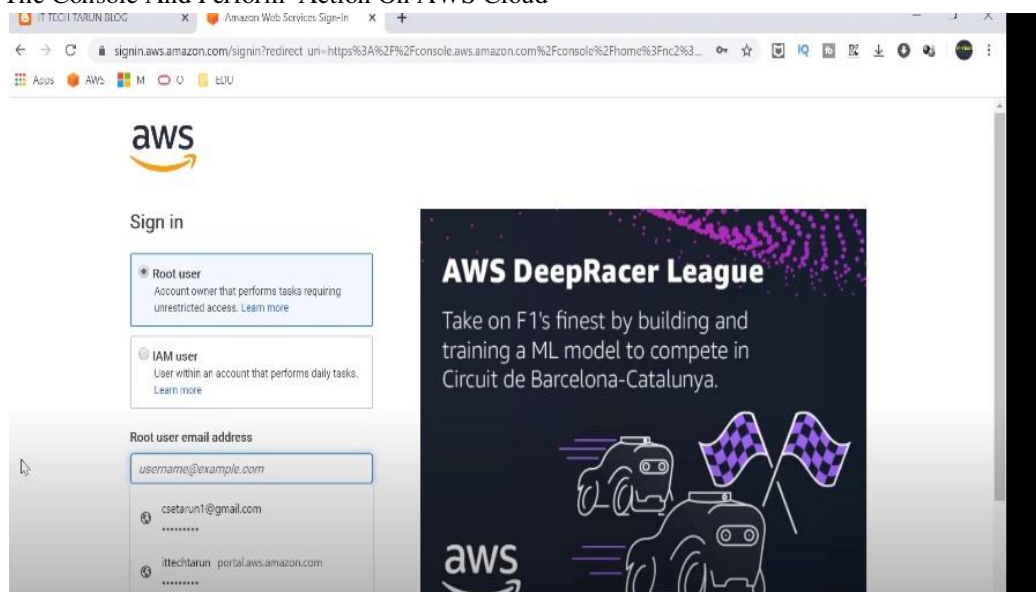 The Console And Perform Action On AWS Cloud
IT TECH TARUN BLOG
Amazon Web Services Sign-In
signin.aws.amazon.com/signin?redirect_uri=https%3A%2F%2Fconsole.aws.amazon.com%2Fconsole%2Fhome%3Fnc2%3...
Apps
AWS
M
EDU
aws
Sign in
Root user
Account owner that performs tasks requiring
unrestricted access. Learn more
IAM user
User within an account that performs daily tasks.
Learn more
Root user email address
username@example.com
csetarun1@gmail.com
•••••••••
ittechtarun portal.aws.amazon.com
•••••••••
AWS DeepRacer League
Take on F1's finest by building and
training a ML model to compete in
Circuit de Barcelona-Catalunya.
aws